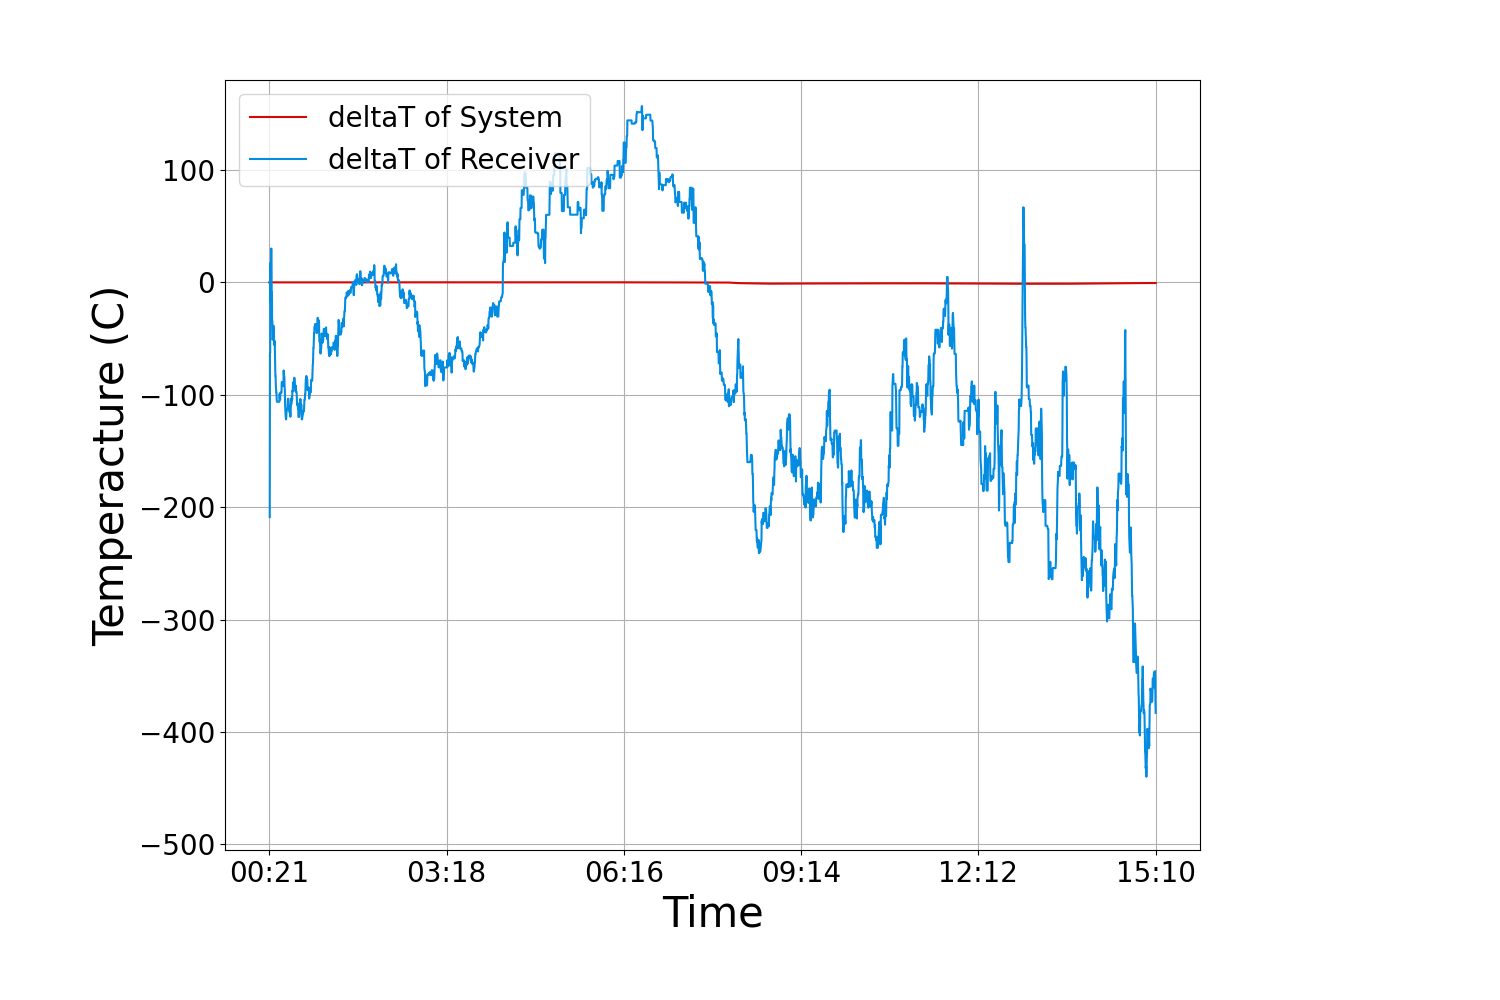 deltaT of System
deltaT of Receiver
100
0
−100
−200
−300
−400
−500
Temperacture (C)
00:21 03:18 06:16 09:14 12:12 15:10
Time